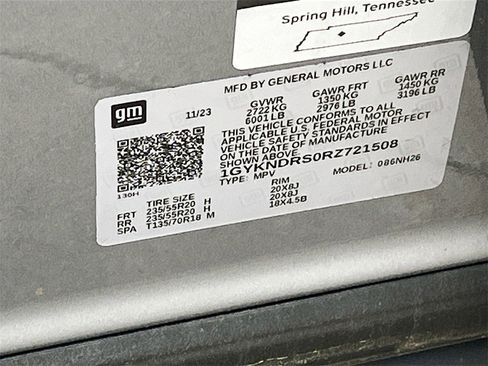 Spring Hill, Tennessee
MFD BY GENERAL MOTORS LLC
gm
11/23
GVWR GAWR FRT GAWR RR
2722 KG 1350 KG 1450 KG
6001 LB 2976 LB 3196 LB
THIS VEHICLE CONFORMS TO ALL
APPLICABLE U.S. FEDERAL MOTOR
VEHICLE SAFETY STANDARDS IN EFFECT
ON THE DATE OF MANUFACTURE
SHOWN ABOVE
1GYKNDRS0RZ721508
TYPE: MPV MODEL: 086NH26
130H
TIRE SIZE RIM
FRT 235/55R20 H 20X8J
RR 235/55R20 H 20X8J
SPA T135/70R18 M 18X4.5B